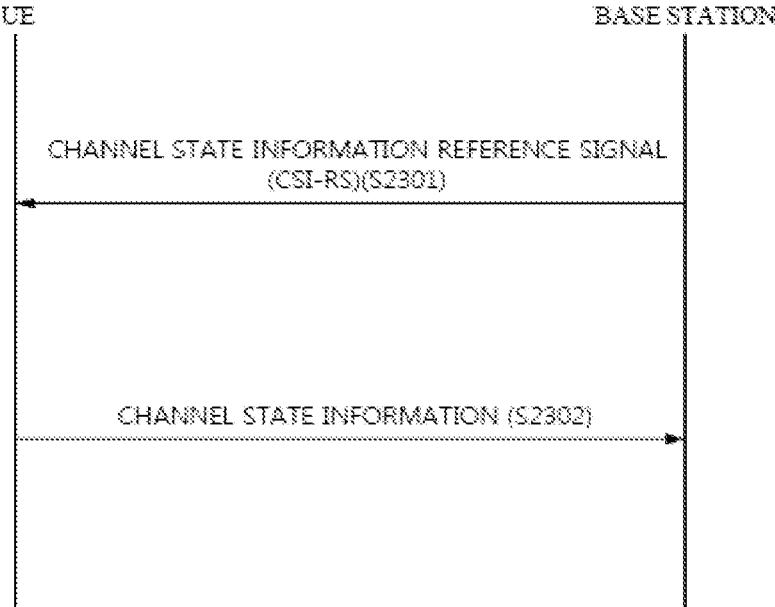 UE
BASE STATION
CHANNEL STATE INFORMATION REFERENCE SIGNAL
(CSI-RS)(S2301)
CHANNEL STATE INFORMATION (S2302)